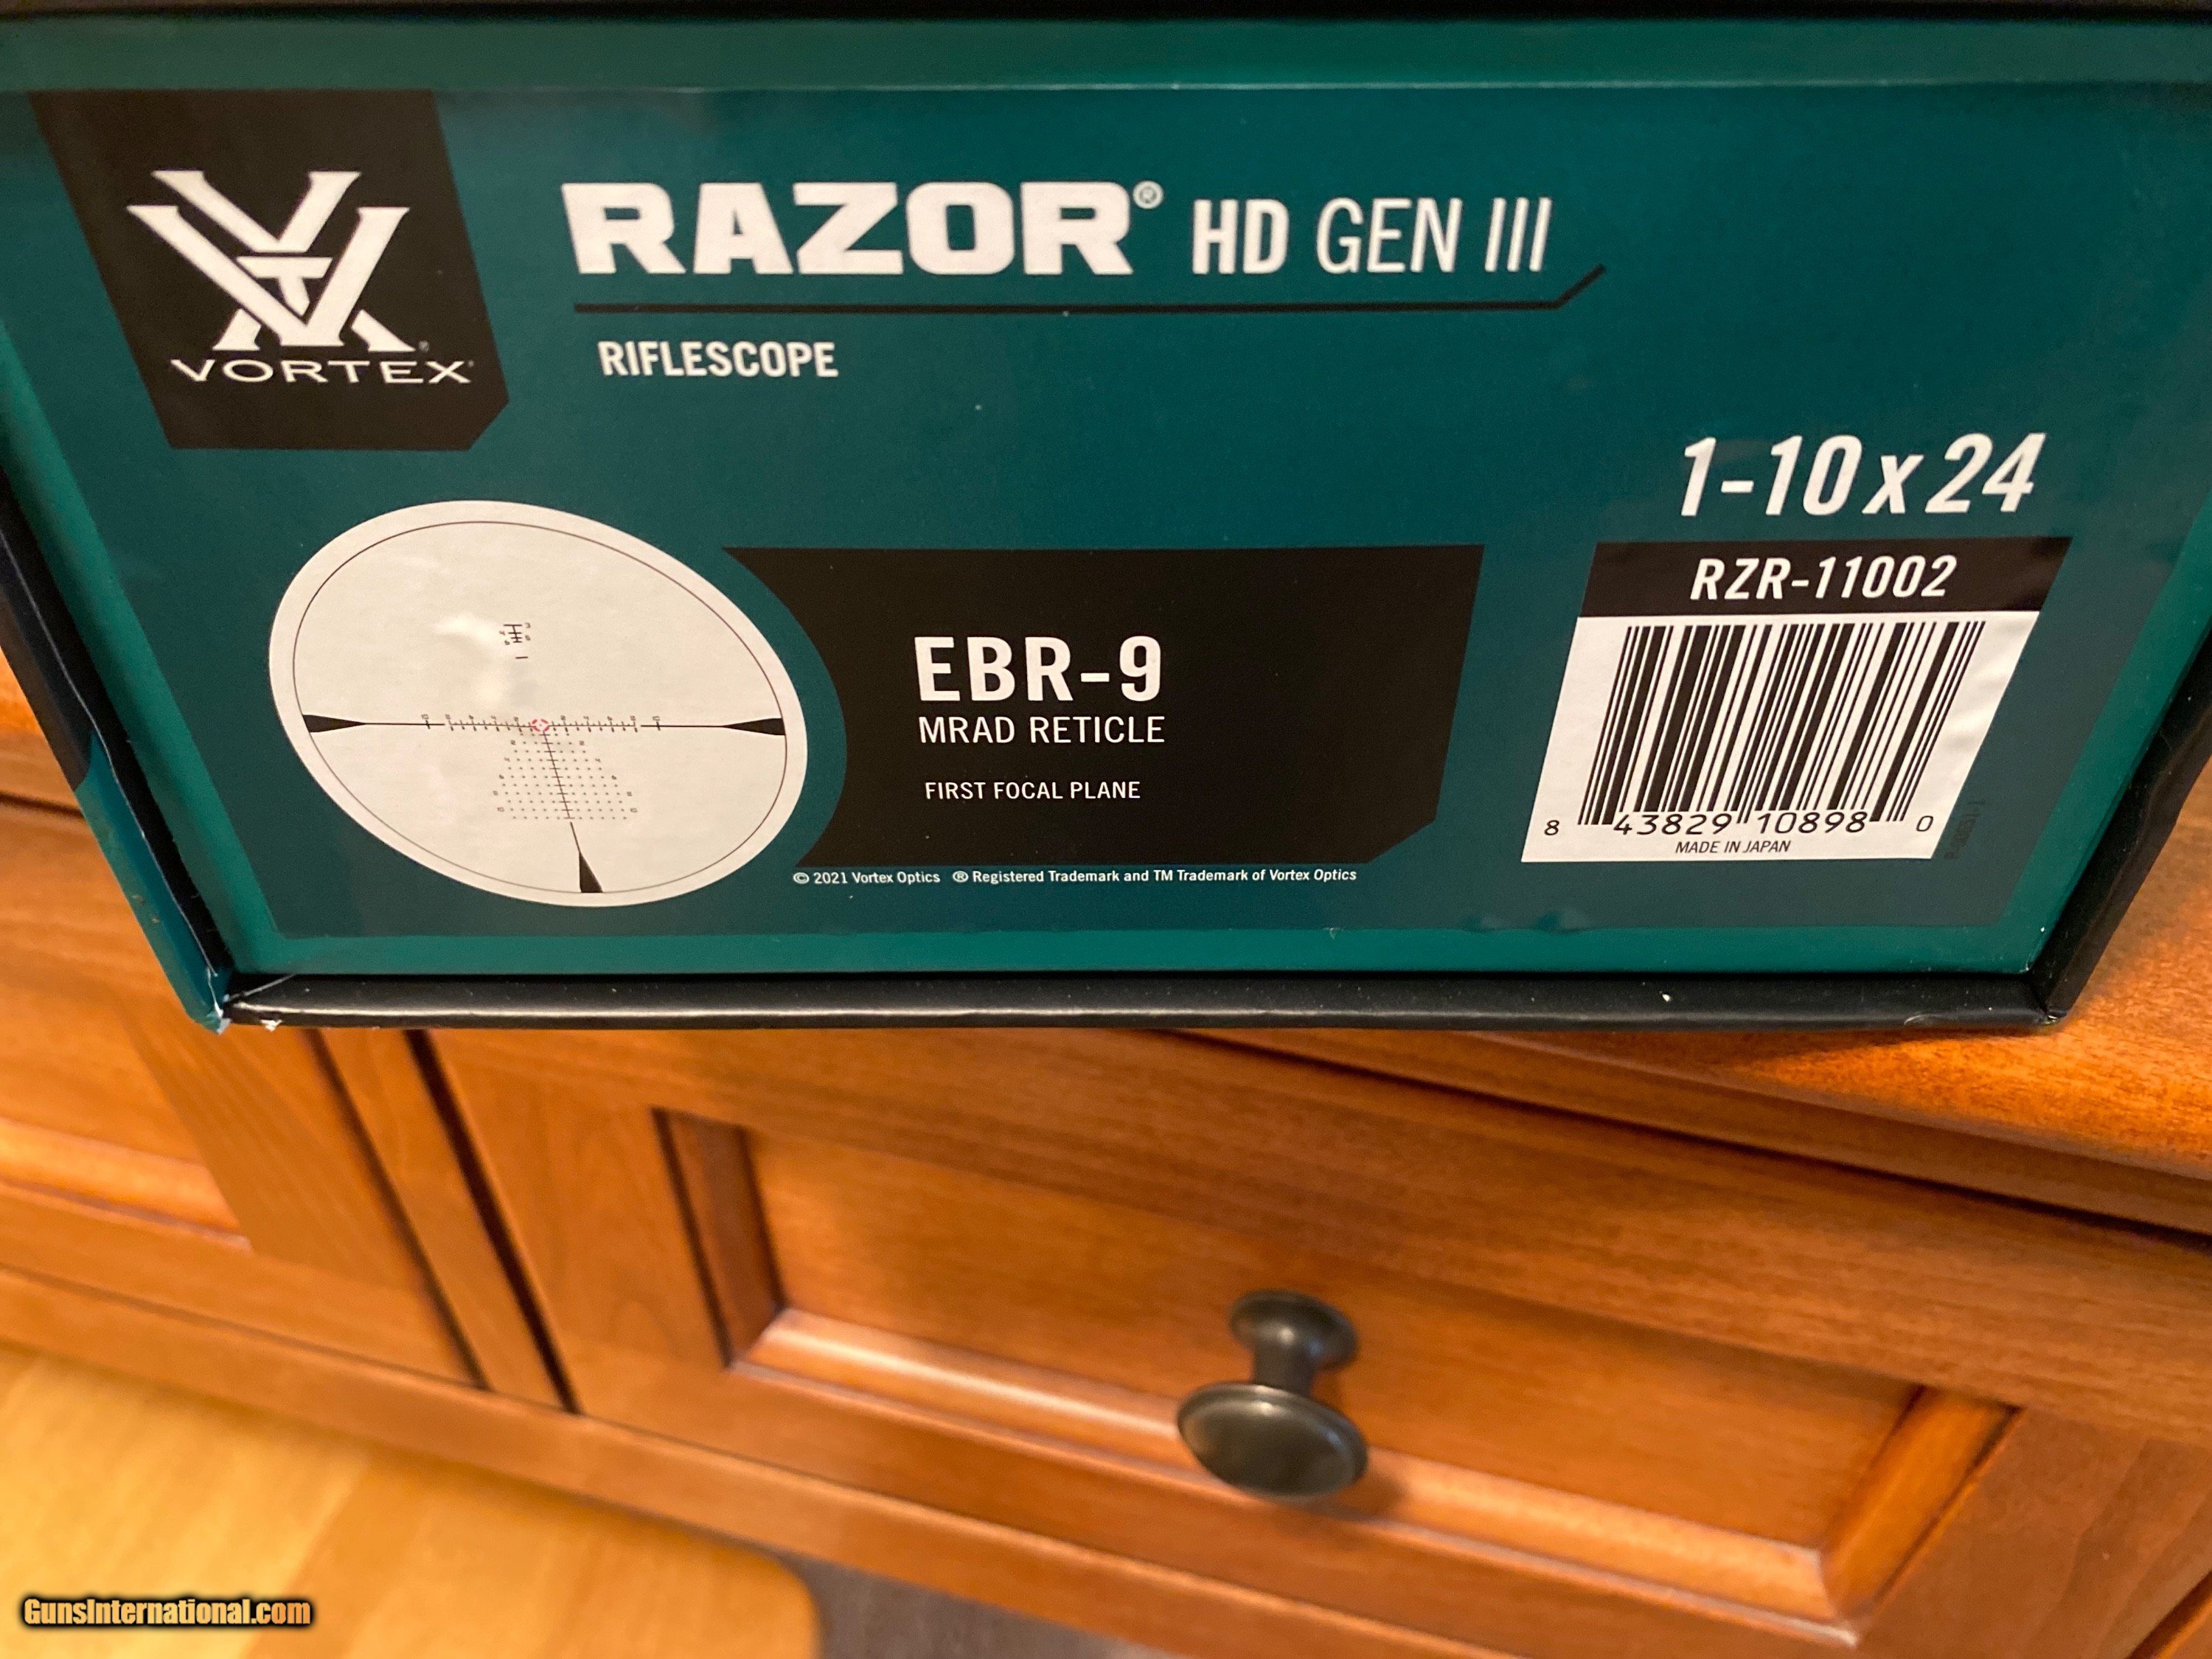 VORTEX®
RAZOR® HD GEN III
RIFLESCOPE
1-10x24
RZR-11002
EBR-9
MRAD RETICLE
FIRST FOCAL PLANE
8 43829 10898 0
MADE IN JAPAN
© 2021 Vortex Optics ® Registered Trademark and TM Trademark of Vortex Optics
GunsInternational.com